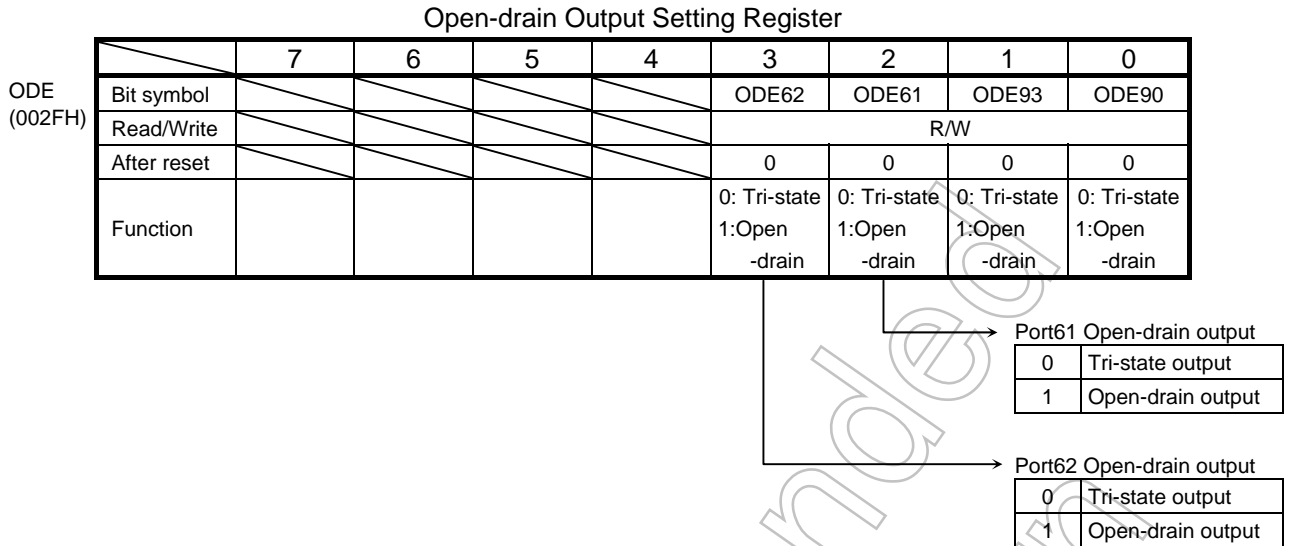 Open-drain Output Setting Register
7 6 5 4 3 2 1 0
ODE
(002FH)
Bit symbol ODE62 ODE61 ODE93 ODE90
Read/Write R/W
After reset 0 0 0 0
Function
0: Tri-state 0: Tri-state 0: Tri-state 0: Tri-state
1:Open 1:Open 1:Open 1:Open
-drain -drain -drain -drain
Port61 Open-drain output
0 Tri-state output
1 Open-drain output
Port62 Open-drain output
0 Tri-state output
1 Open-drain output